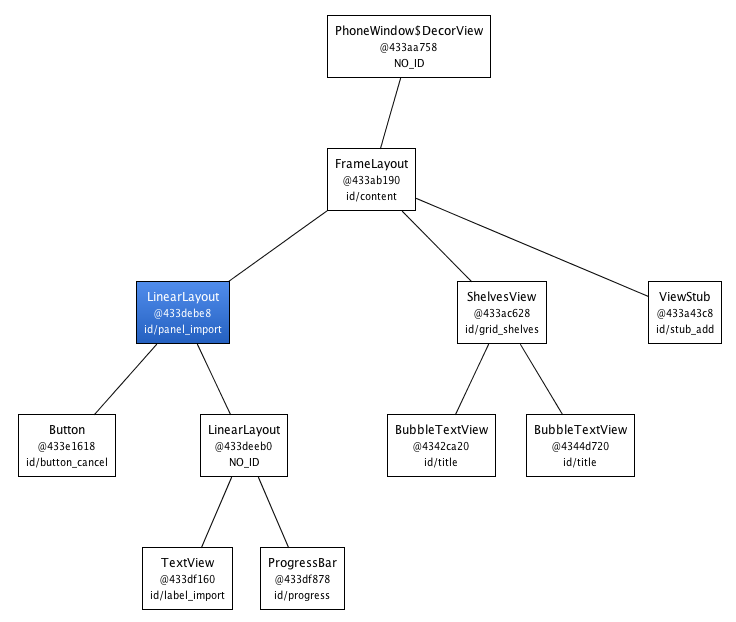 PhoneWindow$DecorView
@433aa758
NO_ID
FrameLayout
@433ab190
id/content
LinearLayout
@433debe8
id/panel_import
ShelvesView
@433ac628
id/grid_shelves
ViewStub
@433a43c8
id/stub_add
Button
@433e1618
id/button_cancel
LinearLayout
@433deeb0
NO_ID
BubbleTextView
@4342ca20
id/title
BubbleTextView
@4344d720
id/title
TextView
@433df160
id/label_import
ProgressBar
@433df878
id/progress